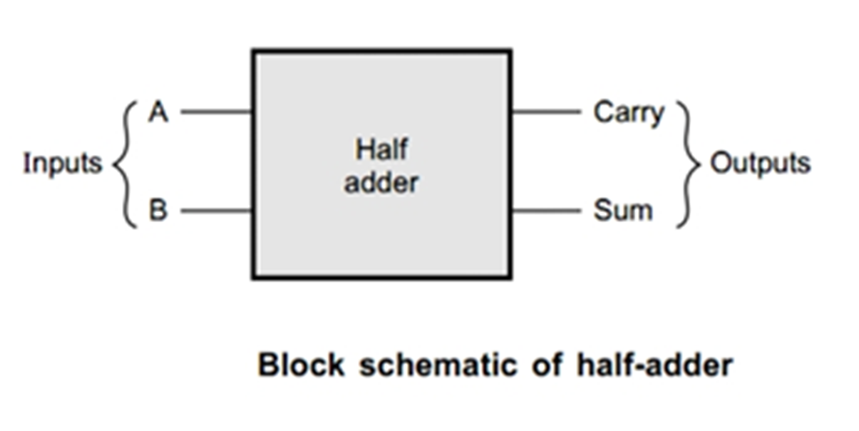 A
Carry
Inputs
Half
adder
Outputs
B
Sum
Block schematic of half-adder